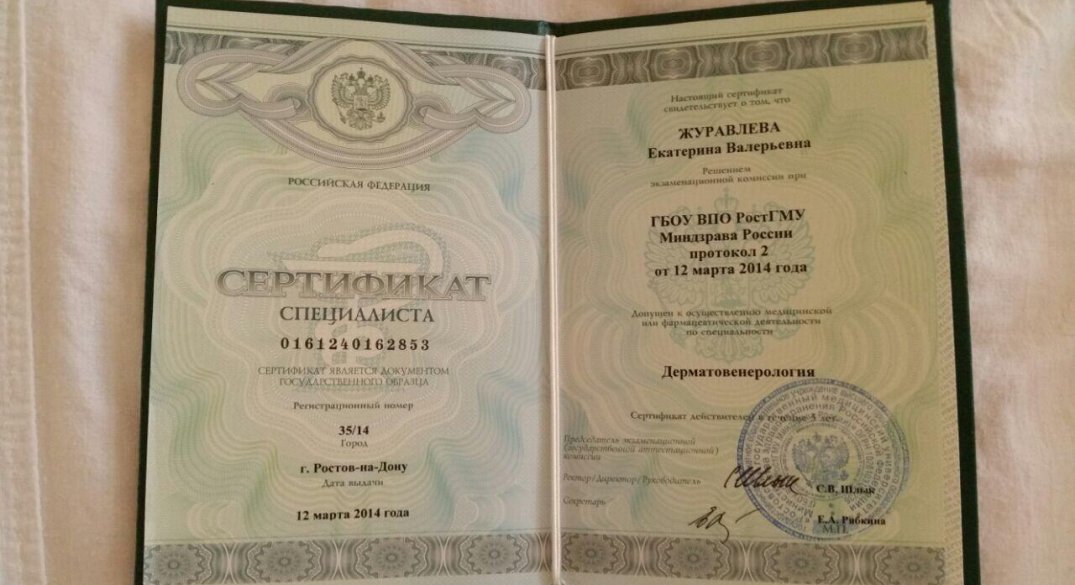 РОССИЙСКАЯ ФЕДЕРАЦИЯ
СЕРТИФИКАТ
СПЕЦИАЛИСТА
0161240162853
СЕРТИФИКАТ ЯВЛЯЕТСЯ ДОКУМЕНТОМ
ГОСУДАРСТВЕННОГО ОБРАЗЦА
Регистрационный номер
35/14
Город
г. Ростов-на-Дону
Дата выдачи
12 марта 2014 года
Настоящий сертификат
свидетельствует о том, что
ЖУРАВЛЕВА
Екатерина Валерьевна
Решением
экзаменационной комиссии при
ГБОУ ВПО РостГМУ
Минздрава России
протокол 2
от 12 марта 2014 года
Допущен к осуществлению медицинской
или фармацевтической деятельности
по специальности
Дерматовенерология
Сертификат действителен в течение 5 лет
Председатель экзаменационной
(государственной аттестационной)
комиссии
Ректор/Директор/Руководитель
С.В. Шлык
Секретарь
Е.А. Рябкина
М.П.